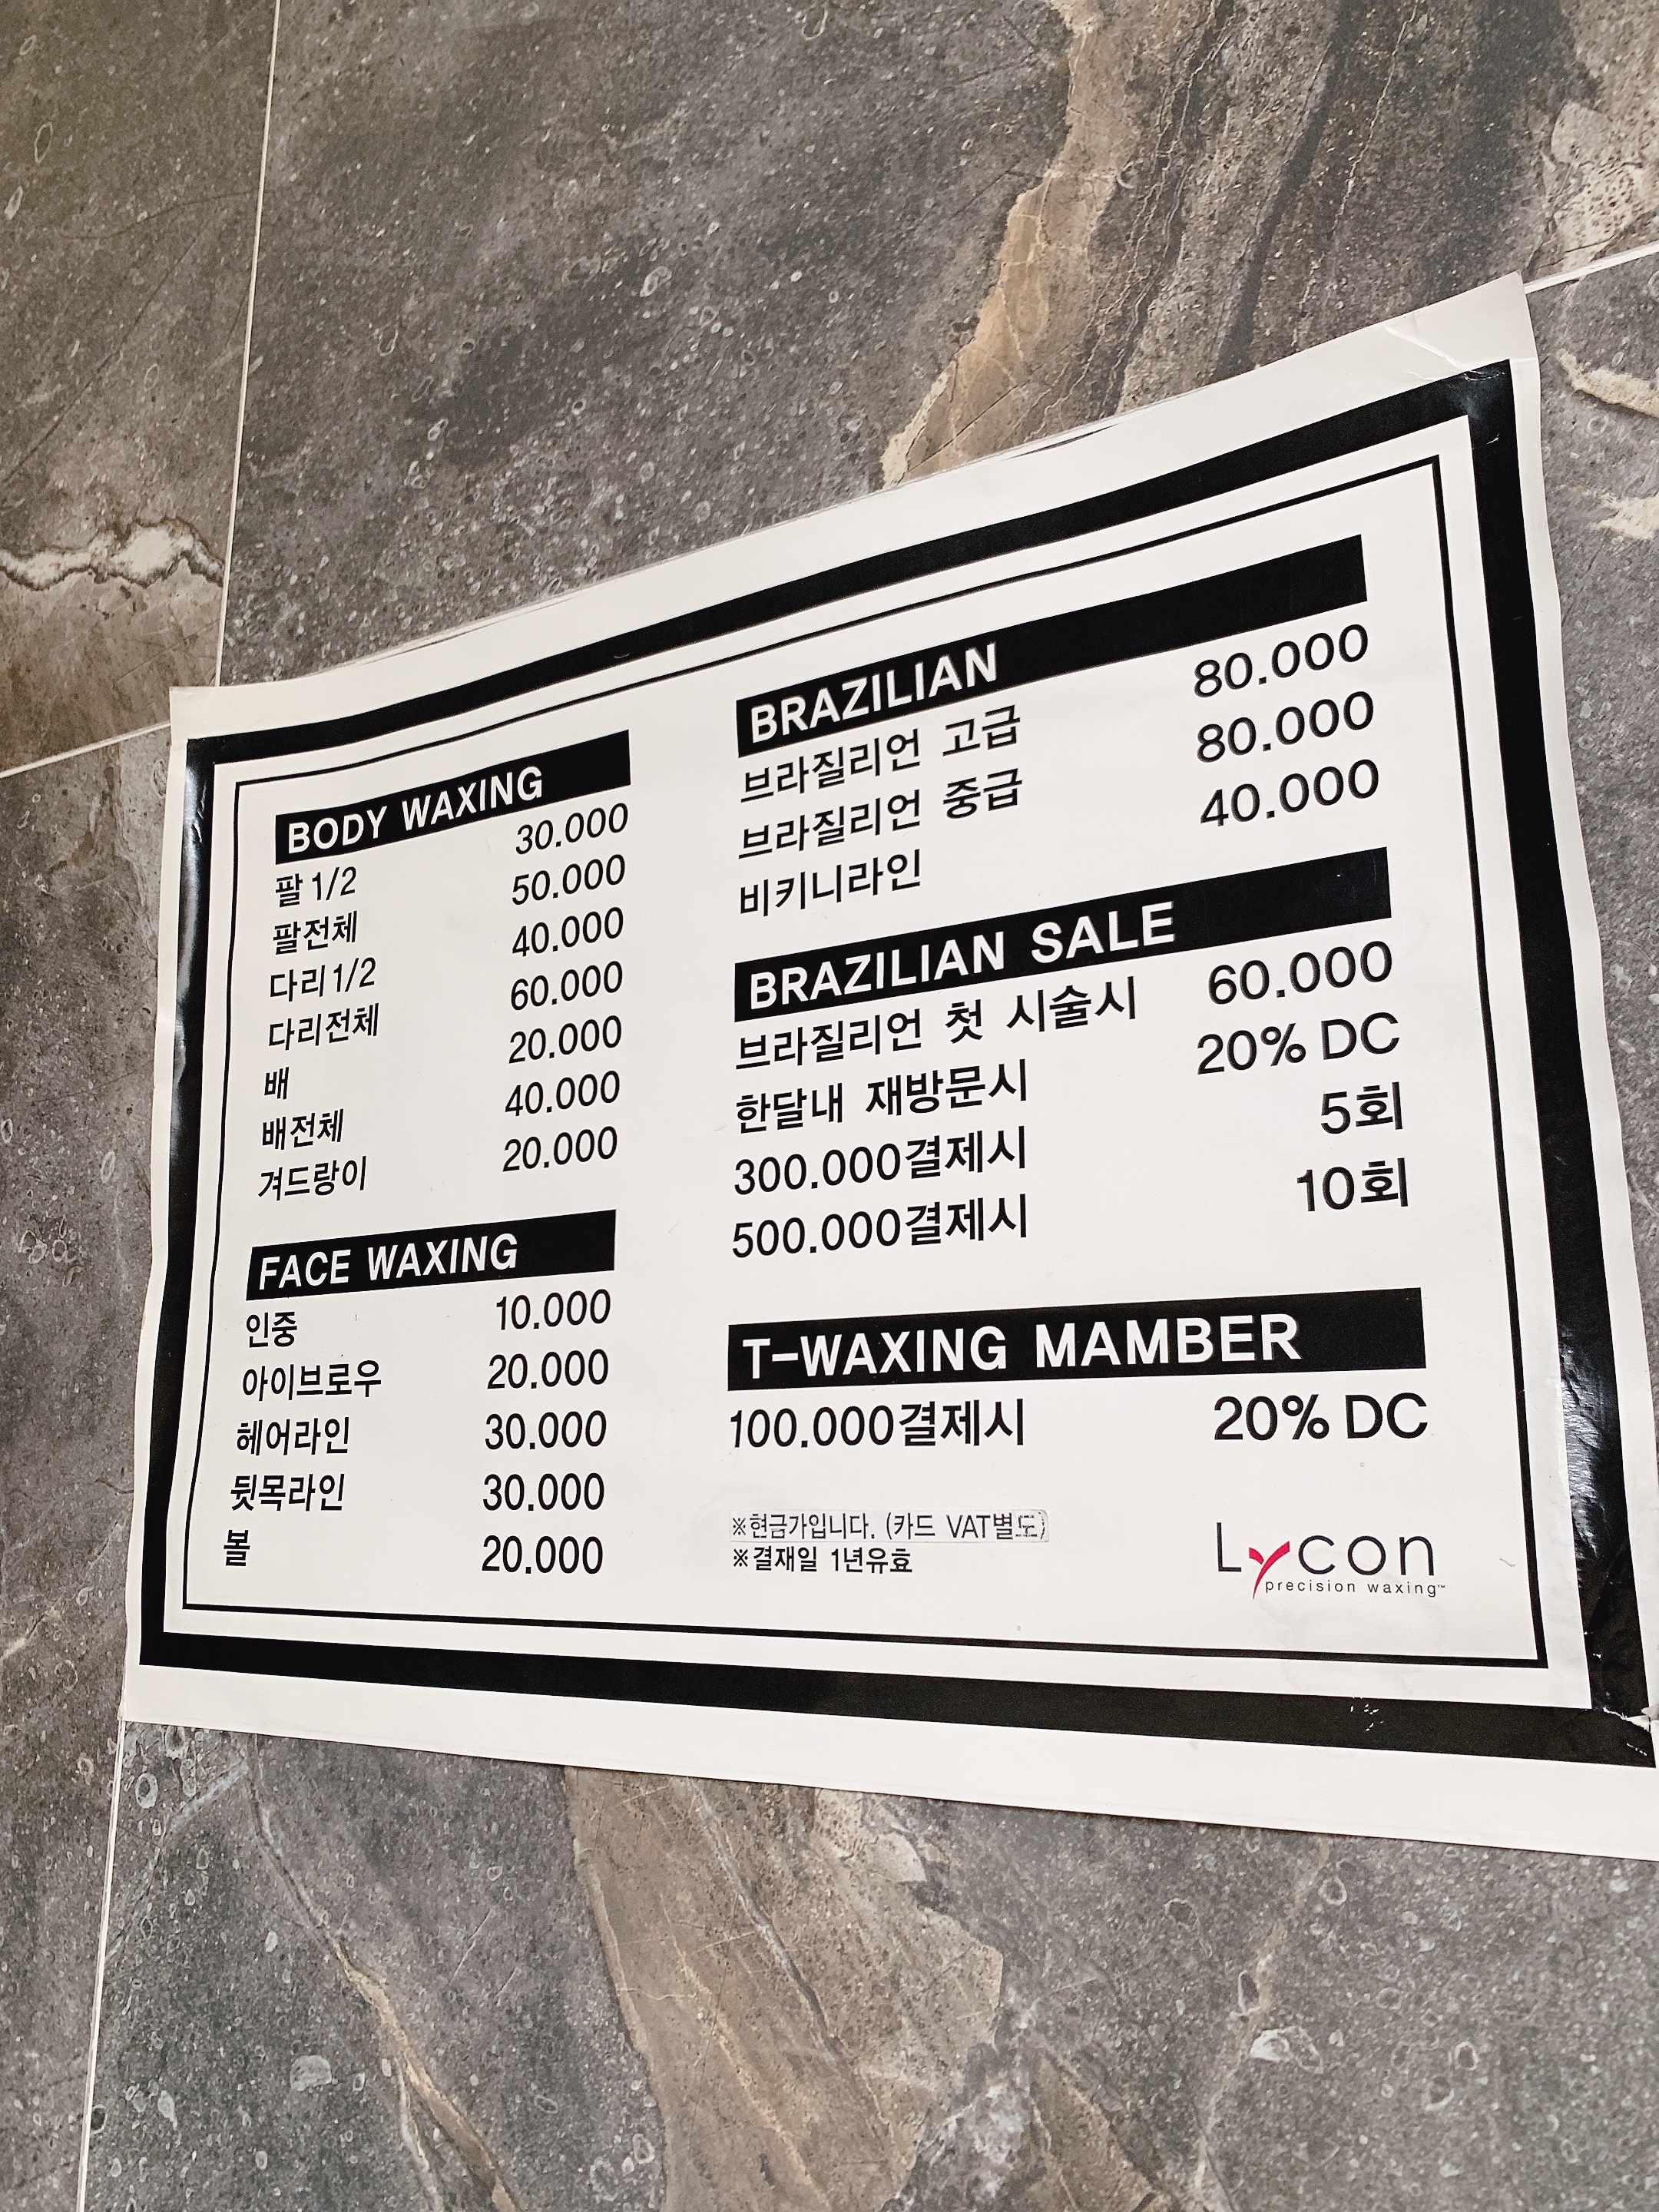 BODY WAXING
팔 1/2 30.000
팔전체 50.000
다리 1/2 40.000
다리전체 60.000
배 20.000
배전체 40.000
겨드랑이 20.000
FACE WAXING
인중 10.000
아이브로우 20.000
헤어라인 30.000
뒷목라인 30.000
볼 20.000
BRAZILIAN
브라질리언 고급 80.000
브라질리언 중급 80.000
비키니라인 40.000
BRAZILIAN SALE
브라질리언 첫 시술시 60.000
한달내 재방문시 20% DC
300.000결제시 5회
500.000결제시 10회
T-WAXING MAMBER
100.000결제시 20% DC
※현금가입니다. (카드 VAT별도)
※결재일 1년유효
Lycon
precision waxing™